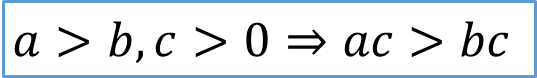 a > b, c > 0 ⇒ ac > bc